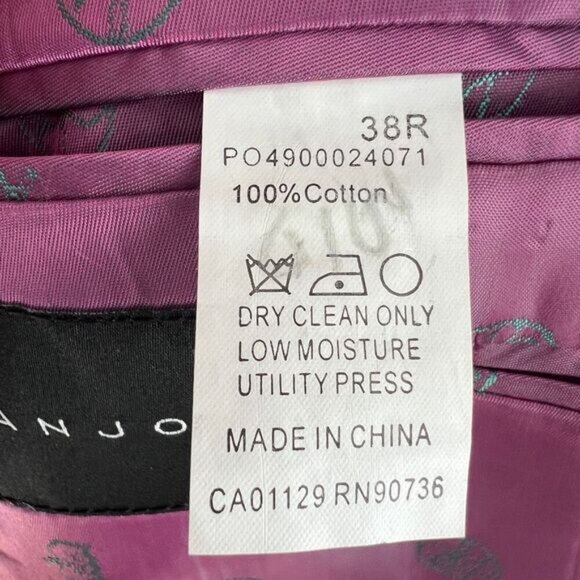 38R
PO4900024071
100%Cotton
DRY CLEAN ONLY
LOW MOISTURE
UTILITY PRESS
MADE IN CHINA
CA01129 RN90736
ANJO